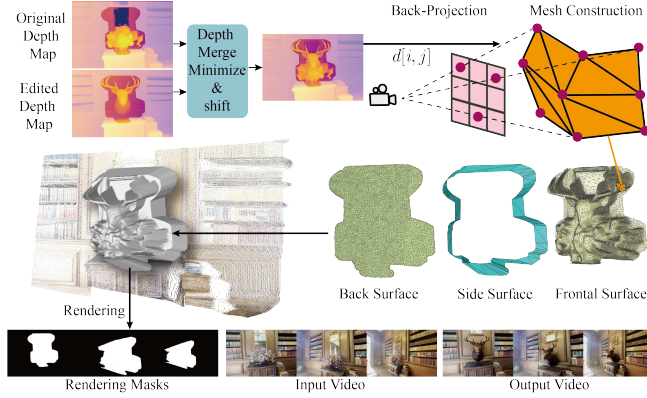 Original
Depth
Map
Edited
Depth
Map
Depth
Merge
Minimize
&
shift
Back-Projection
d[i, j]
Mesh Construction
Back Surface
Side Surface
Frontal Surface
Rendering
Rendering Masks
Input Video
Output Video